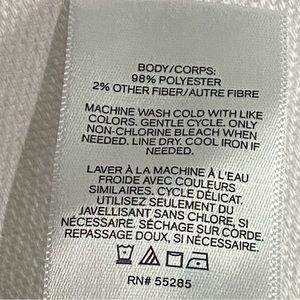 BODY/CORPS:
98% POLYESTER
2% OTHER FIBER/AUTRE FIBRE
MACHINE WASH COLD WITH LIKE
COLORS. GENTLE CYCLE. ONLY
NON-CHLORINE BLEACH WHEN
NEEDED. LINE DRY. COOL IRON IF
NEEDED.
LAVER À LA MACHINE À L'EAU
FROIDE AVEC COULEURS
SIMILAIRES. CYCLE DÉLICAT.
UTILISEZ SEULEMENT DU
JAVELLISANT SANS CHLORE, SI
NÉCESSAIRE. SÉCHAGE SUR CORDE.
REPASSAGE DOUX, SI NÉCESSAIRE.
RN# 55285